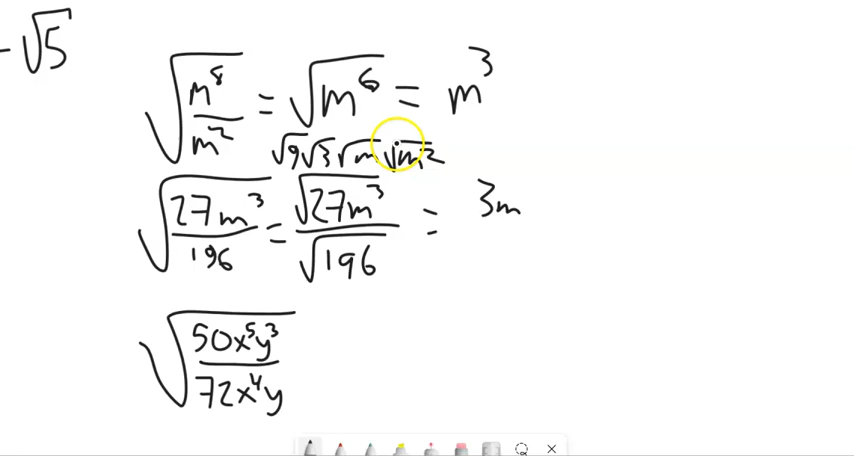 - √5
√(m⁸/m²) = √m⁶ = m³
√9 √3 √m √m²
√(27m³/196) = √27m³/√196 = 3m
√(50x⁵y³/72x⁴y)